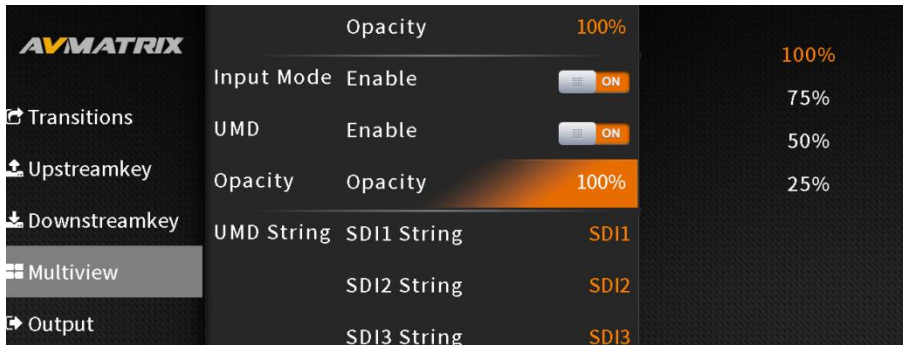 AVMATRIX
Transitions
Upstreamkey
Downstreamkey
Multiview
Output
Opacity 100%
Input Mode Enable ON
UMD Enable ON
Opacity Opacity 100%
UMD String SDI1 String SDI1
SDI2 String SDI2
SDI3 String SDI3
100%
75%
50%
25%